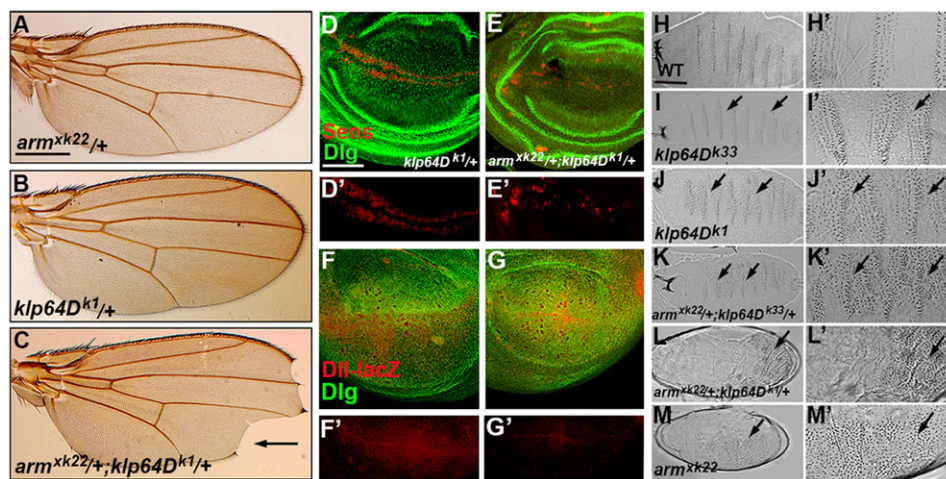 A
arm^xk22/+
B
klp64D^k1/+
C
arm^xk22/+;klp64D^k1/+
D
Sens
Dlg
klp64D^k1/+
E
arm^xk22/+;klp64D^k1/+
D'
E'
F
Dll-lacZ
Dlg
G
F'
G'
H
WT
H'
I
klp64D^k33
I'
J
klp64D^k1
J'
K
arm^xk22/+;klp64D^k33/+
K'
L
arm^xk22/+;klp64D^k1/+
L'
M
arm^xk22
M'